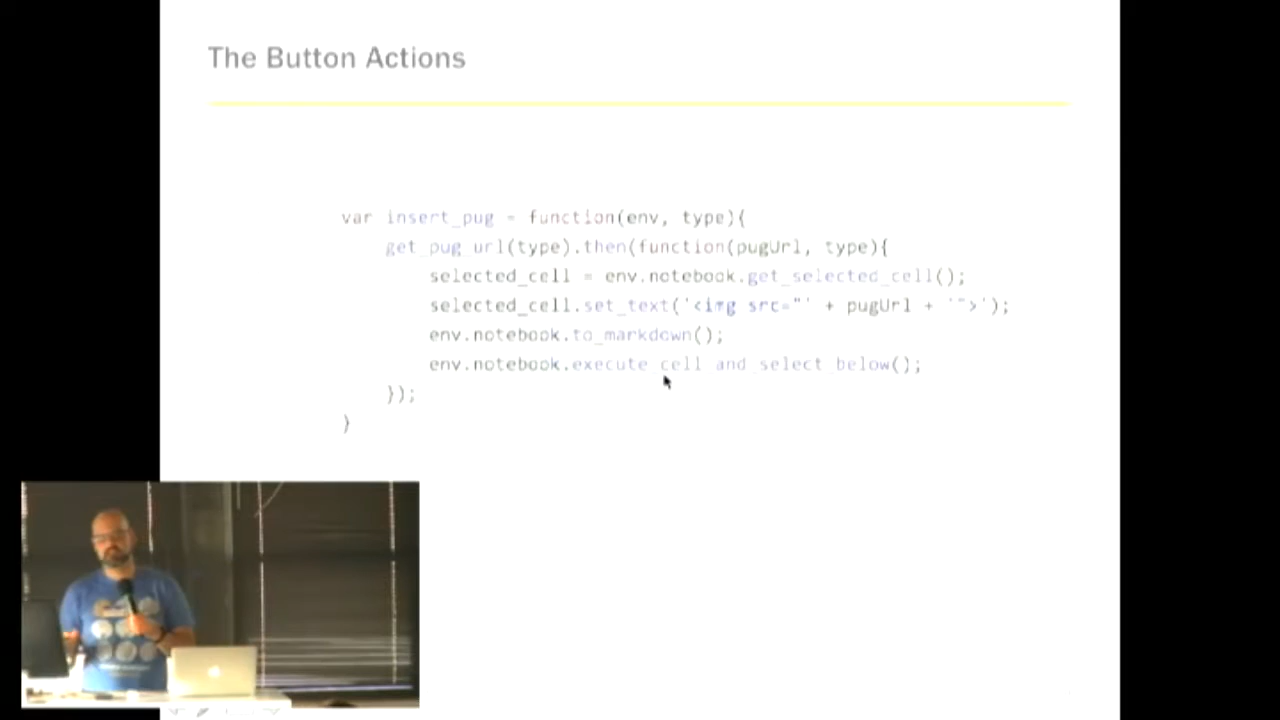 The Button Actions
var insert_pug = function(env, type){
get_pug_url(type).then(function(pugUrl, type){
selected_cell = env.notebook.get_selected_cell();
selected_cell.set_text('<img src="' + pugUrl + '">');
env.notebook.to_markdown();
env.notebook.execute_cell_and_select_below();
});
}